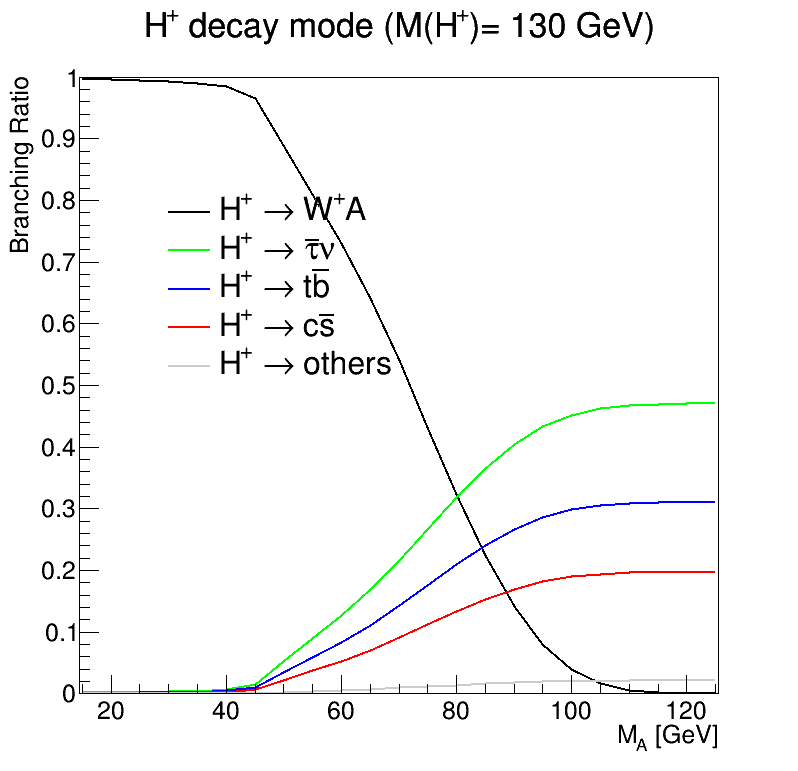 H⁺ decay mode (M(H⁺)= 130 GeV)
Branching Ratio
1
0.9
0.8
0.7
0.6
0.5
0.4
0.3
0.2
0.1
0
H⁺ → W⁺A
H⁺ → τ̅ν
H⁺ → tb̅
H⁺ → cs̅
H⁺ → others
20 40 60 80 100 120
M_A [GeV]